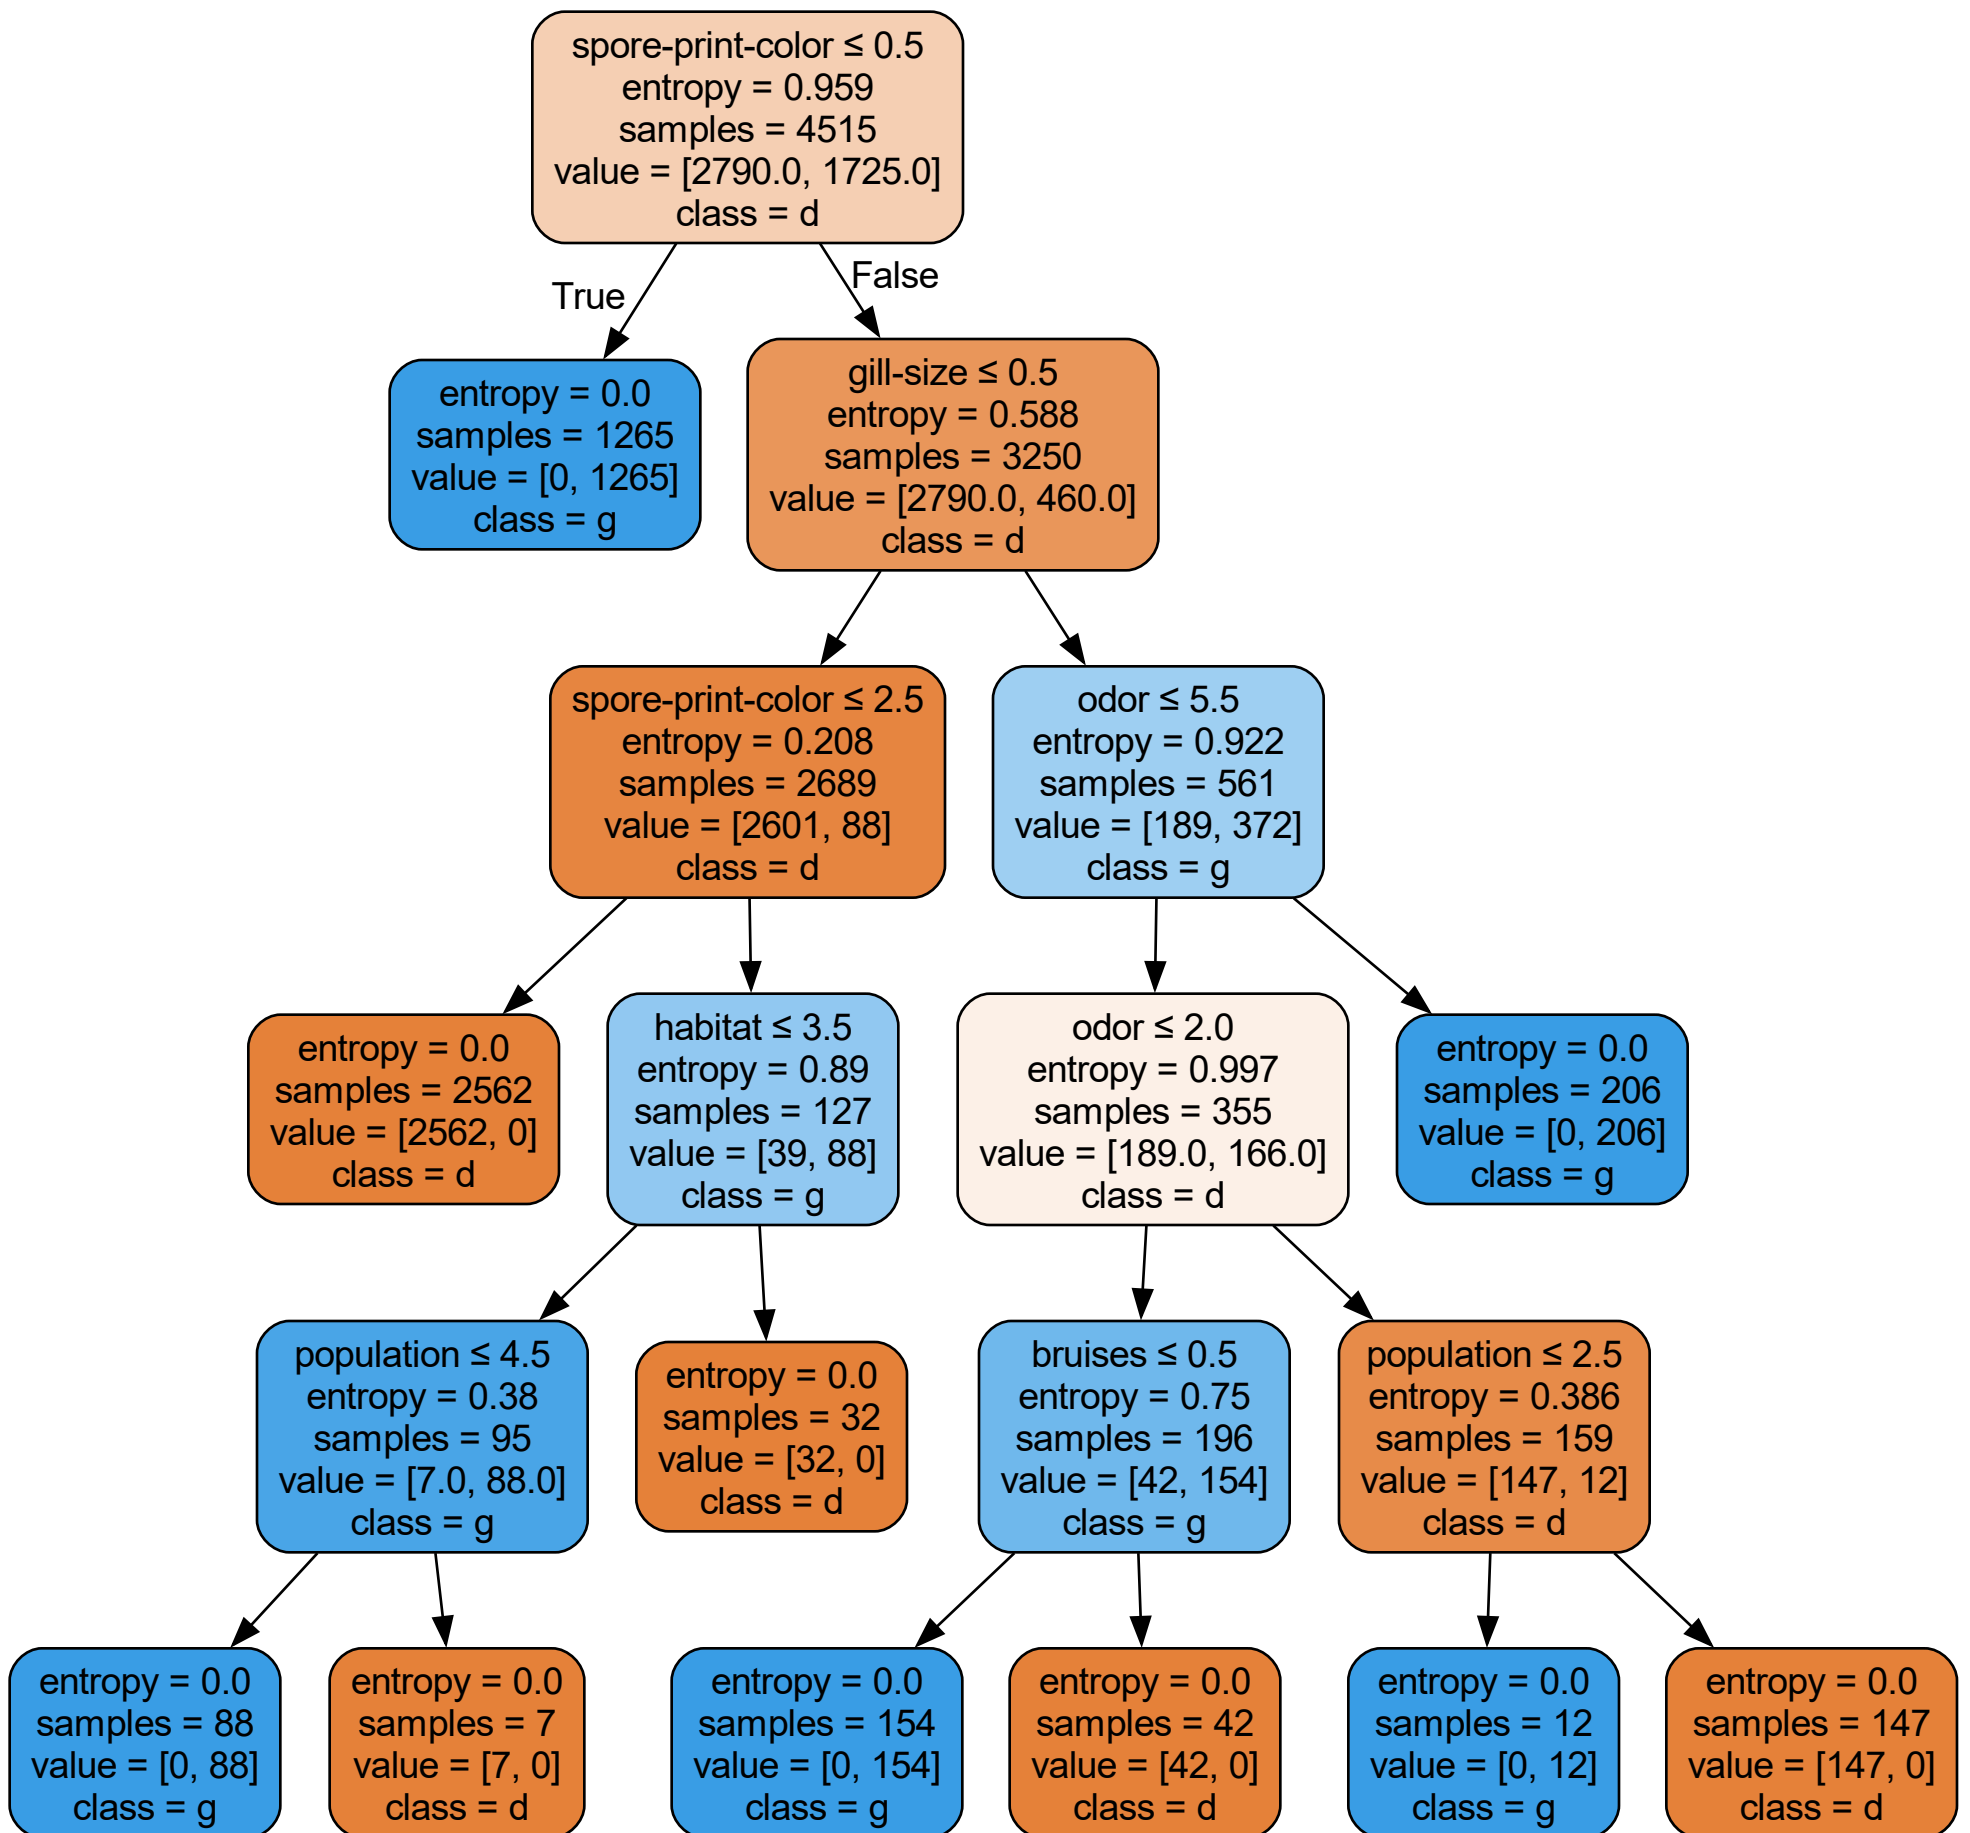 spore-print-color ≤ 0.5
entropy = 0.959
samples = 4515
value = [2790.0, 1725.0]
class = d
True
False
entropy = 0.0
samples = 1265
value = [0, 1265]
class = g
gill-size ≤ 0.5
entropy = 0.588
samples = 3250
value = [2790.0, 460.0]
class = d
spore-print-color ≤ 2.5
entropy = 0.208
samples = 2689
value = [2601, 88]
class = d
odor ≤ 5.5
entropy = 0.922
samples = 561
value = [189, 372]
class = g
entropy = 0.0
samples = 2562
value = [2562, 0]
class = d
habitat ≤ 3.5
entropy = 0.89
samples = 127
value = [39, 88]
class = g
odor ≤ 2.0
entropy = 0.997
samples = 355
value = [189.0, 166.0]
class = d
entropy = 0.0
samples = 206
value = [0, 206]
class = g
population ≤ 4.5
entropy = 0.38
samples = 95
value = [7.0, 88.0]
class = g
entropy = 0.0
samples = 32
value = [32, 0]
class = d
bruises ≤ 0.5
entropy = 0.75
samples = 196
value = [42, 154]
class = g
population ≤ 2.5
entropy = 0.386
samples = 159
value = [147, 12]
class = d
entropy = 0.0
samples = 88
value = [0, 88]
class = g
entropy = 0.0
samples = 7
value = [7, 0]
class = d
entropy = 0.0
samples = 154
value = [0, 154]
class = g
entropy = 0.0
samples = 42
value = [42, 0]
class = d
entropy = 0.0
samples = 12
value = [0, 12]
class = g
entropy = 0.0
samples = 147
value = [147, 0]
class = d